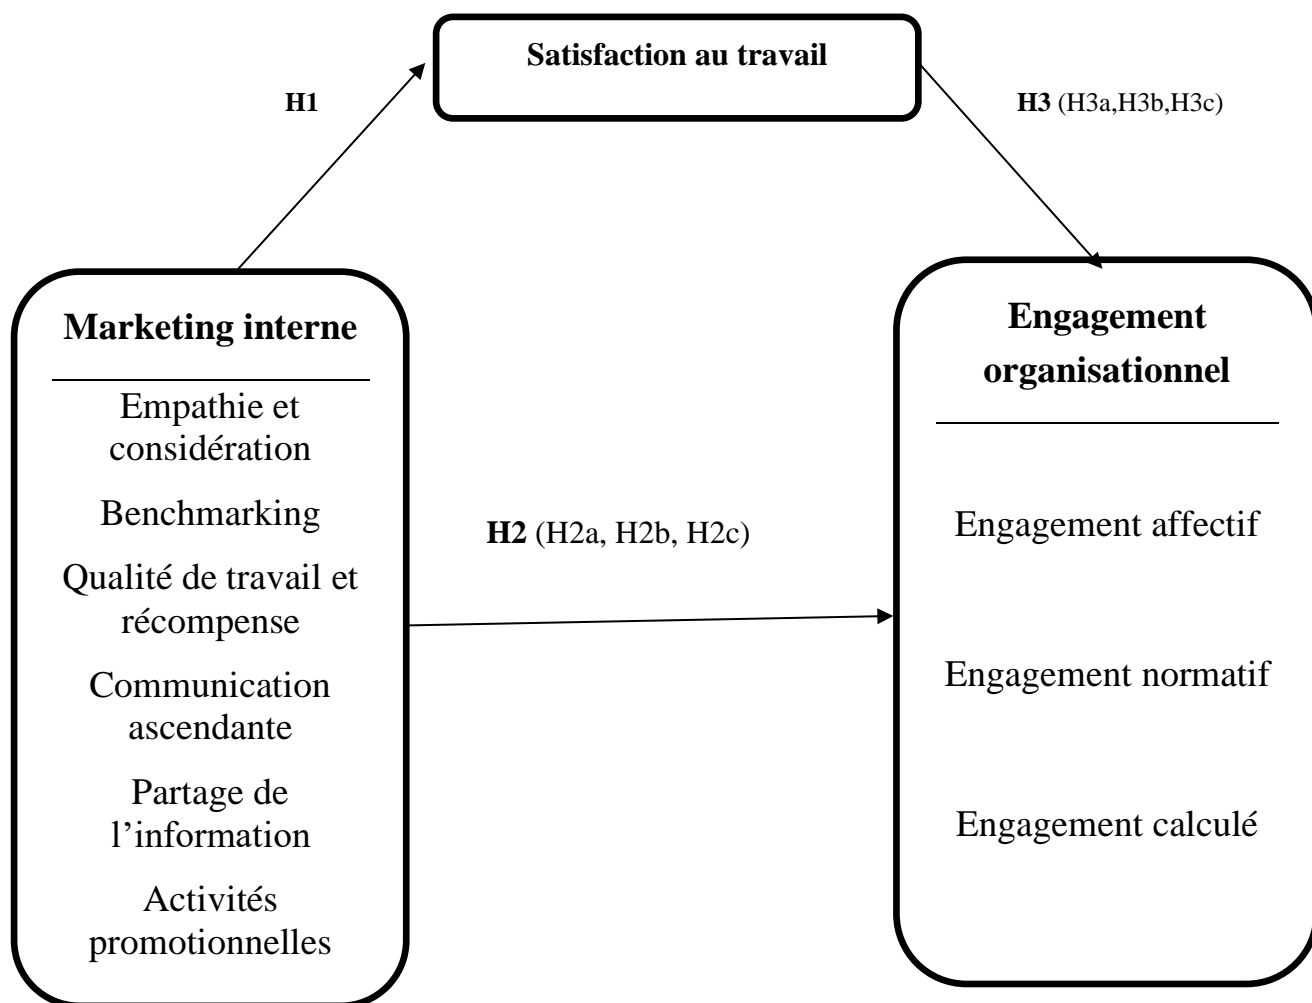 Satisfaction au travail
H1
H3 (H3a,H3b,H3c)
Marketing interne
Empathie et
considération
Benchmarking
Qualité de travail et
récompense
Communication
ascendante
Partage de
l’information
Activités
promotionnelles
H2 (H2a, H2b, H2c)
Engagement
organisationnel
Engagement affectif
Engagement normatif
Engagement calculé